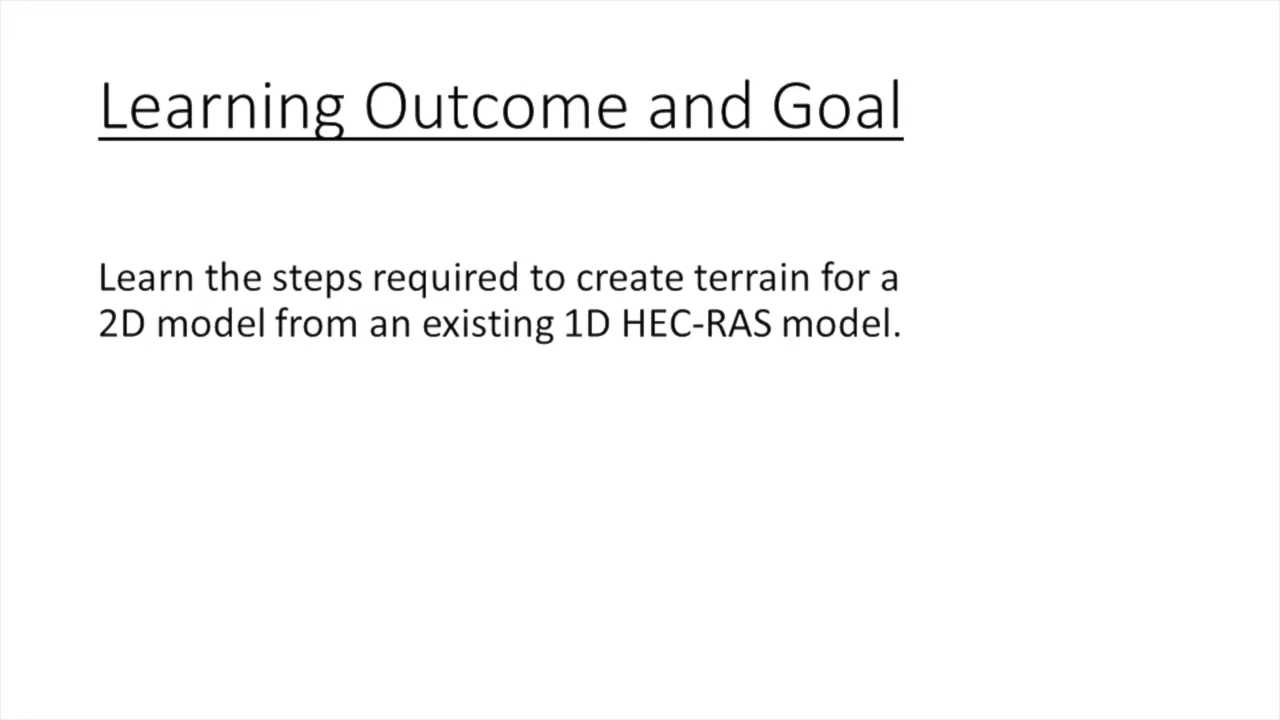 Learning Outcome and Goal
Learn the steps required to create terrain for a
2D model from an existing 1D HEC-RAS model.